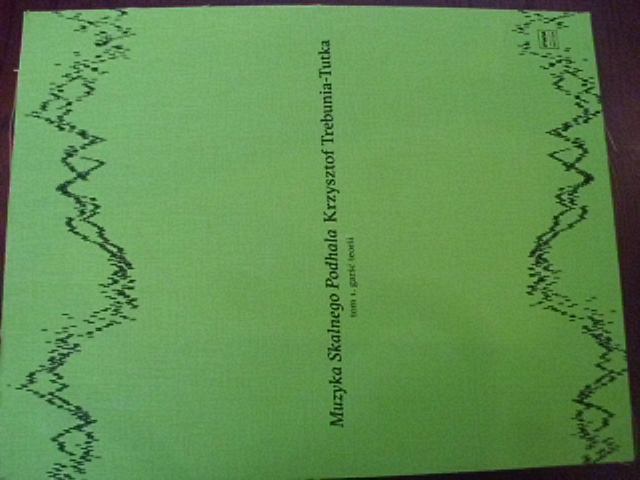 Muzyka Skalnego Podhala Krzysztof Trebunia-Tutka
tom 1. garść teorii